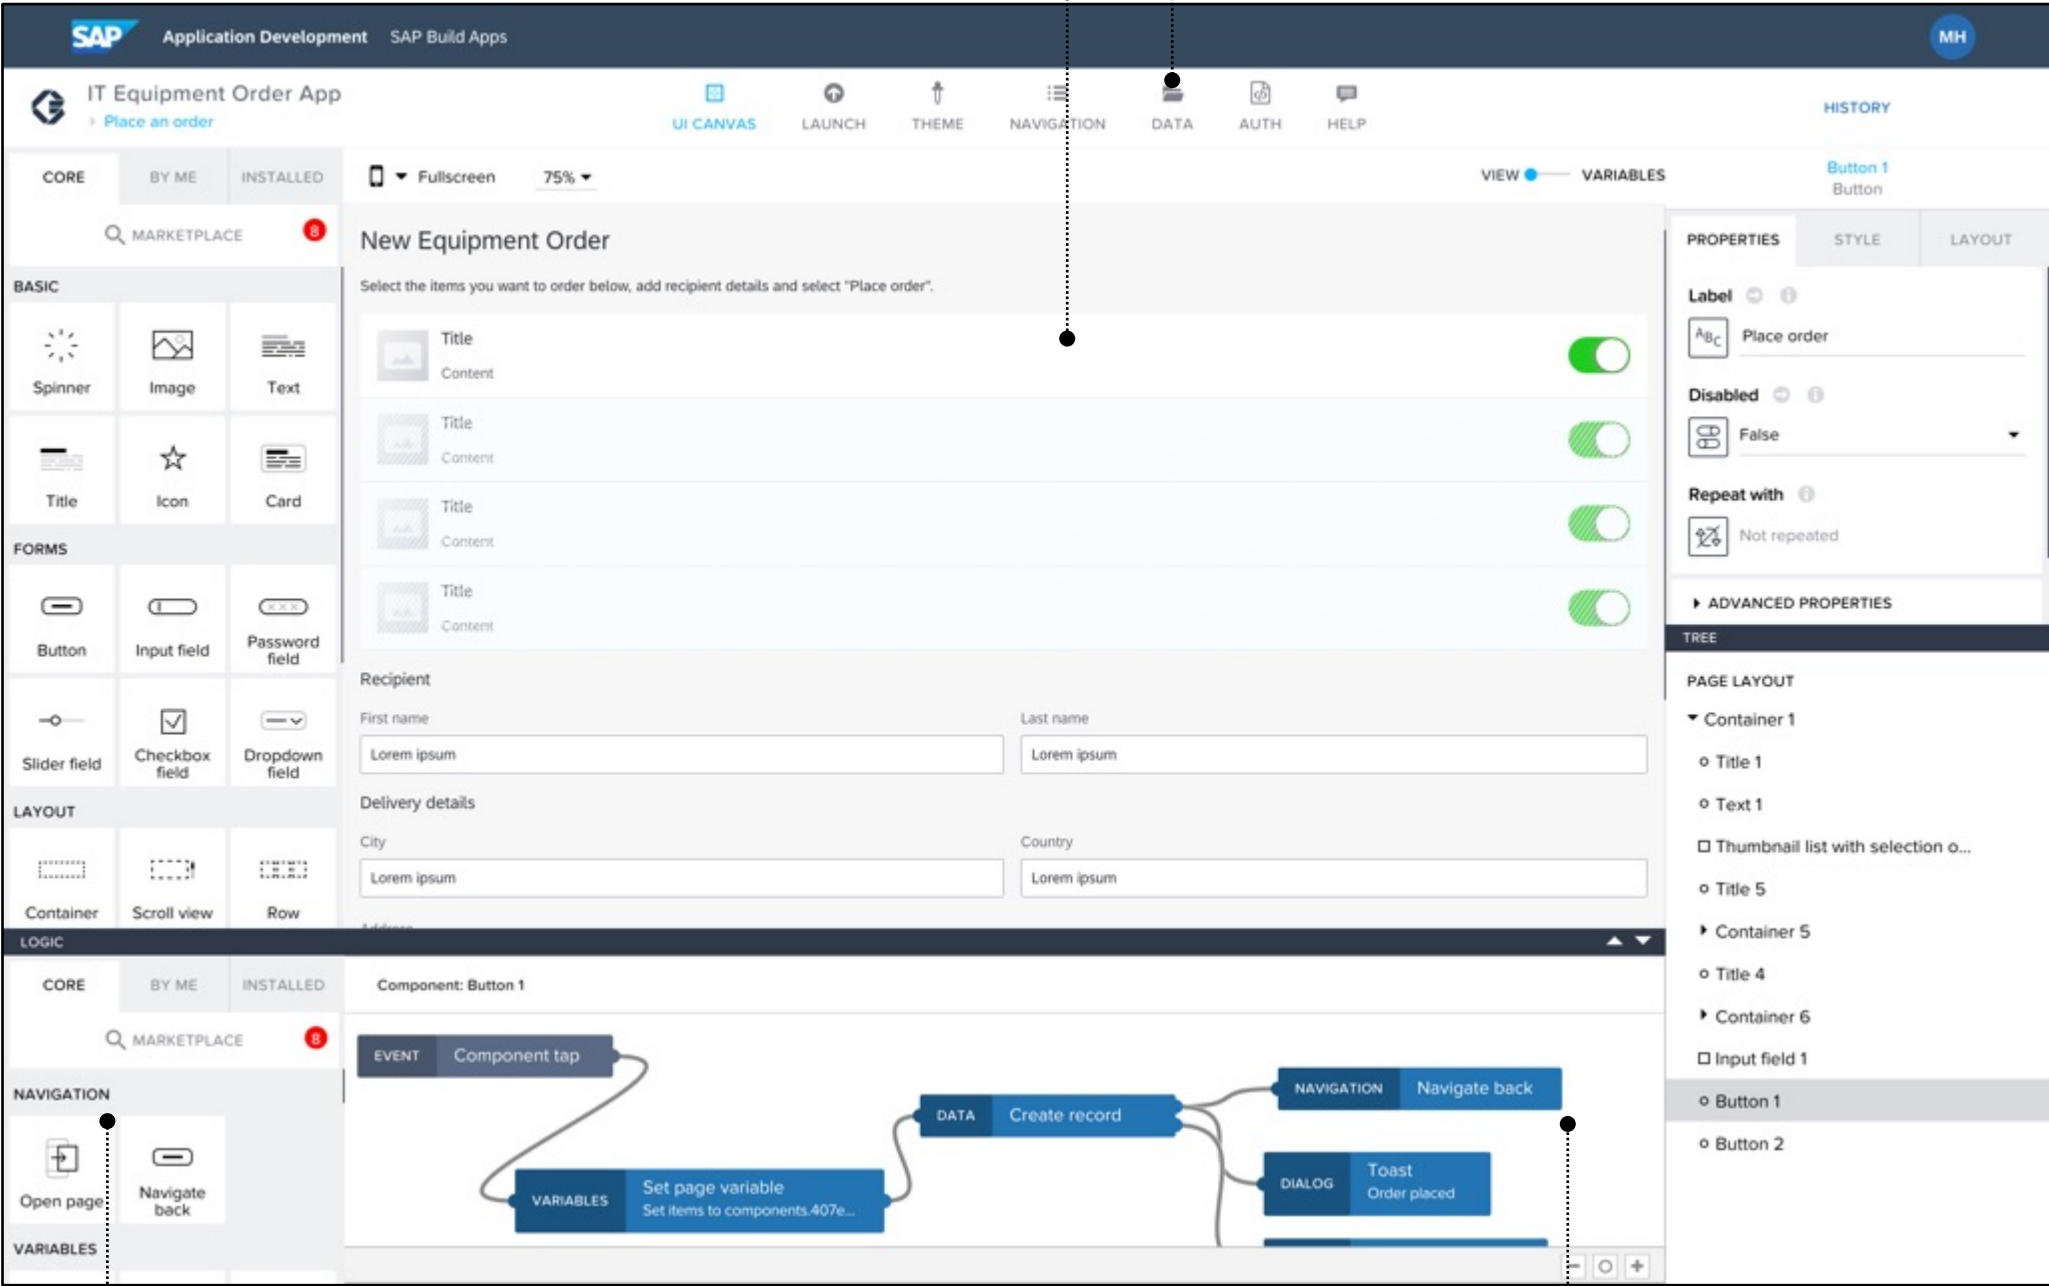 SAP Application Development SAP Build Apps MH
IT Equipment Order App
Place an order
UI CANVAS LAUNCH THEME NAVIGATION DATA AUTH HELP
HISTORY
CORE BY ME INSTALLED
Fullscreen 75%
VIEW VARIABLES
Button 1
Button
MARKETPLACE 8
BASIC
Spinner Image Text
Title Icon Card
FORMS
Button Input field Password
field
Slider field Checkbox
field
Dropdown
field
LAYOUT
Container Scroll view Row
New Equipment Order
Select the items you want to order below, add recipient details and select "Place order".
Title
Content
Title
Content
Title
Content
Title
Content
Recipient
First name Last name
Lorem ipsum Lorem ipsum
Delivery details
City Country
Lorem ipsum Lorem ipsum
Address
PROPERTIES STYLE LAYOUT
Label
ABC Place order
Disabled
False
Repeat with
Not repeated
ADVANCED PROPERTIES
TREE
PAGE LAYOUT
Container 1
Title 1
Text 1
Thumbnail list with selection o...
Title 5
Container 5
Title 4
Container 6
Input field 1
Button 1
Button 2
LOGIC
CORE BY ME INSTALLED
MARKETPLACE 8
NAVIGATION
Open page Navigate
back
VARIABLES
Component: Button 1
EVENT Component tap
VARIABLES Set page variable
Set items to components.407e...
DATA Create record
NAVIGATION Navigate back
DIALOG Toast
Order placed